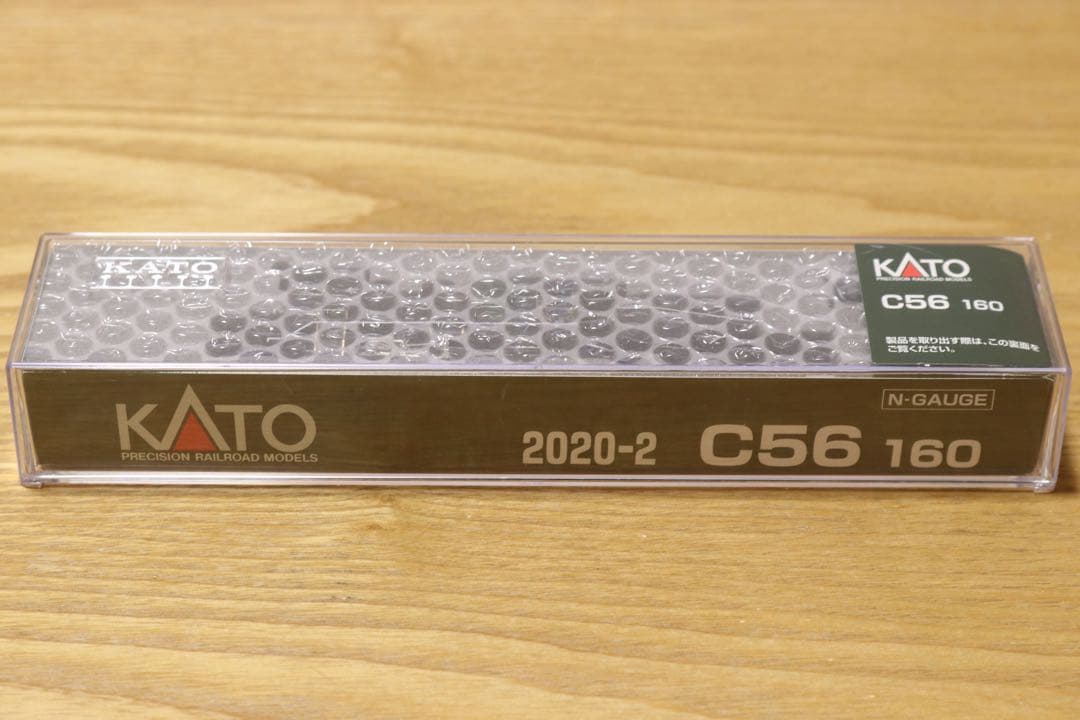 KATO
KATO
PRECISION RAILROAD MODELS
C56 160
製品を取り出す際は、この裏面を
ご覧ください。
N-GAUGE
KATO
PRECISION RAILROAD MODELS
2020-2 C56 160